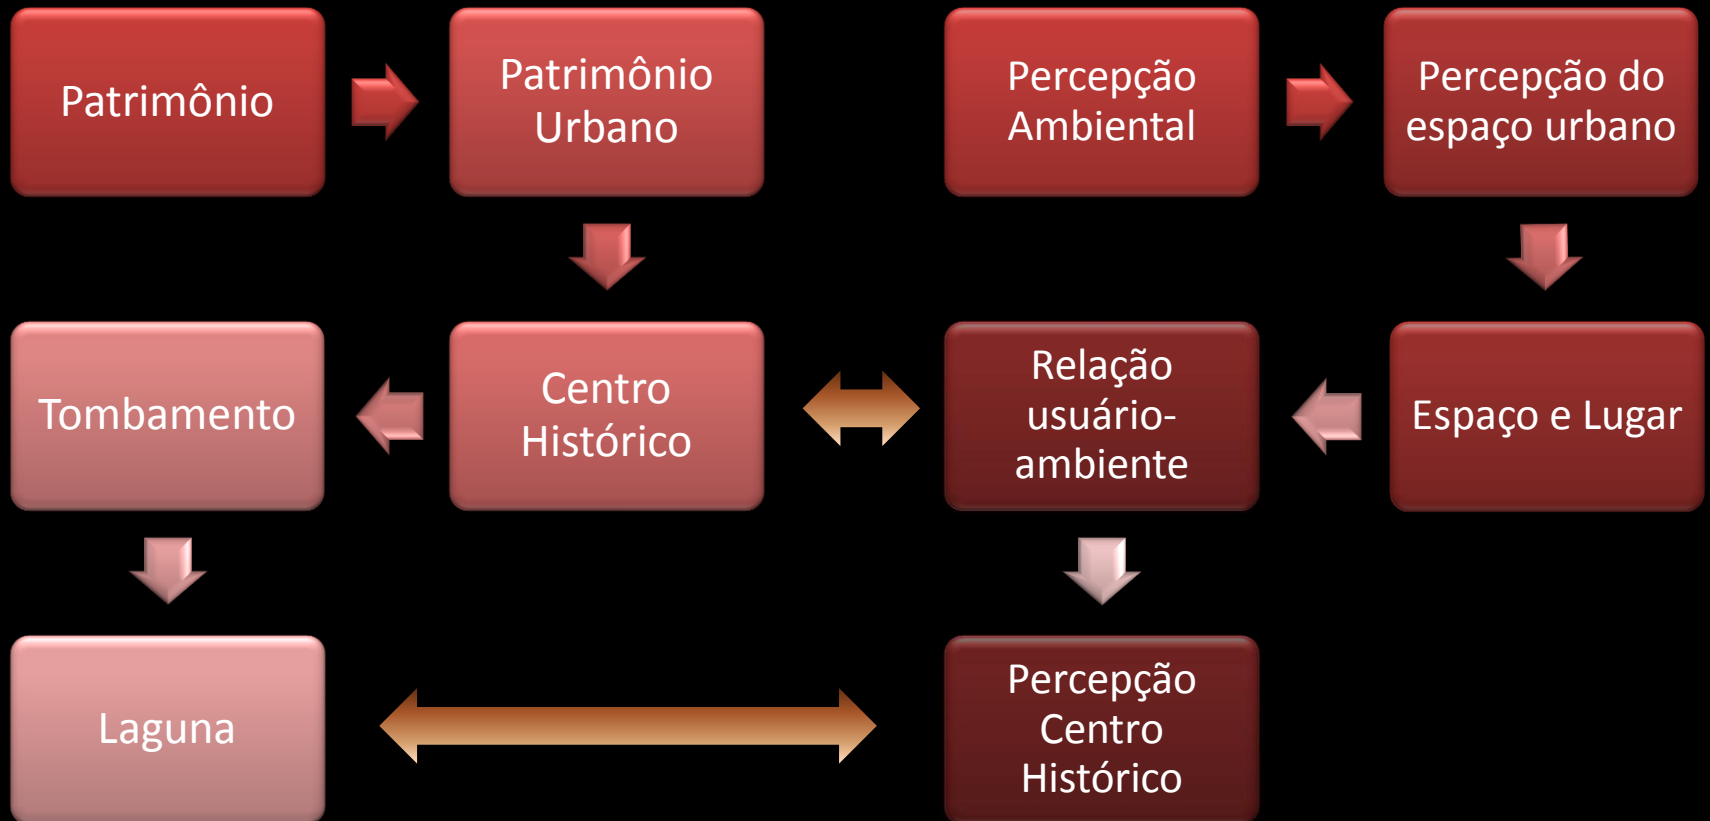 Patrimônio
Patrimônio
Urbano
Percepção
Ambiental
Percepção do
espaço urbano
Tombamento
Centro
Histórico
Relação
usuário-
ambiente
Espaço e Lugar
Laguna
Percepção
Centro
Histórico